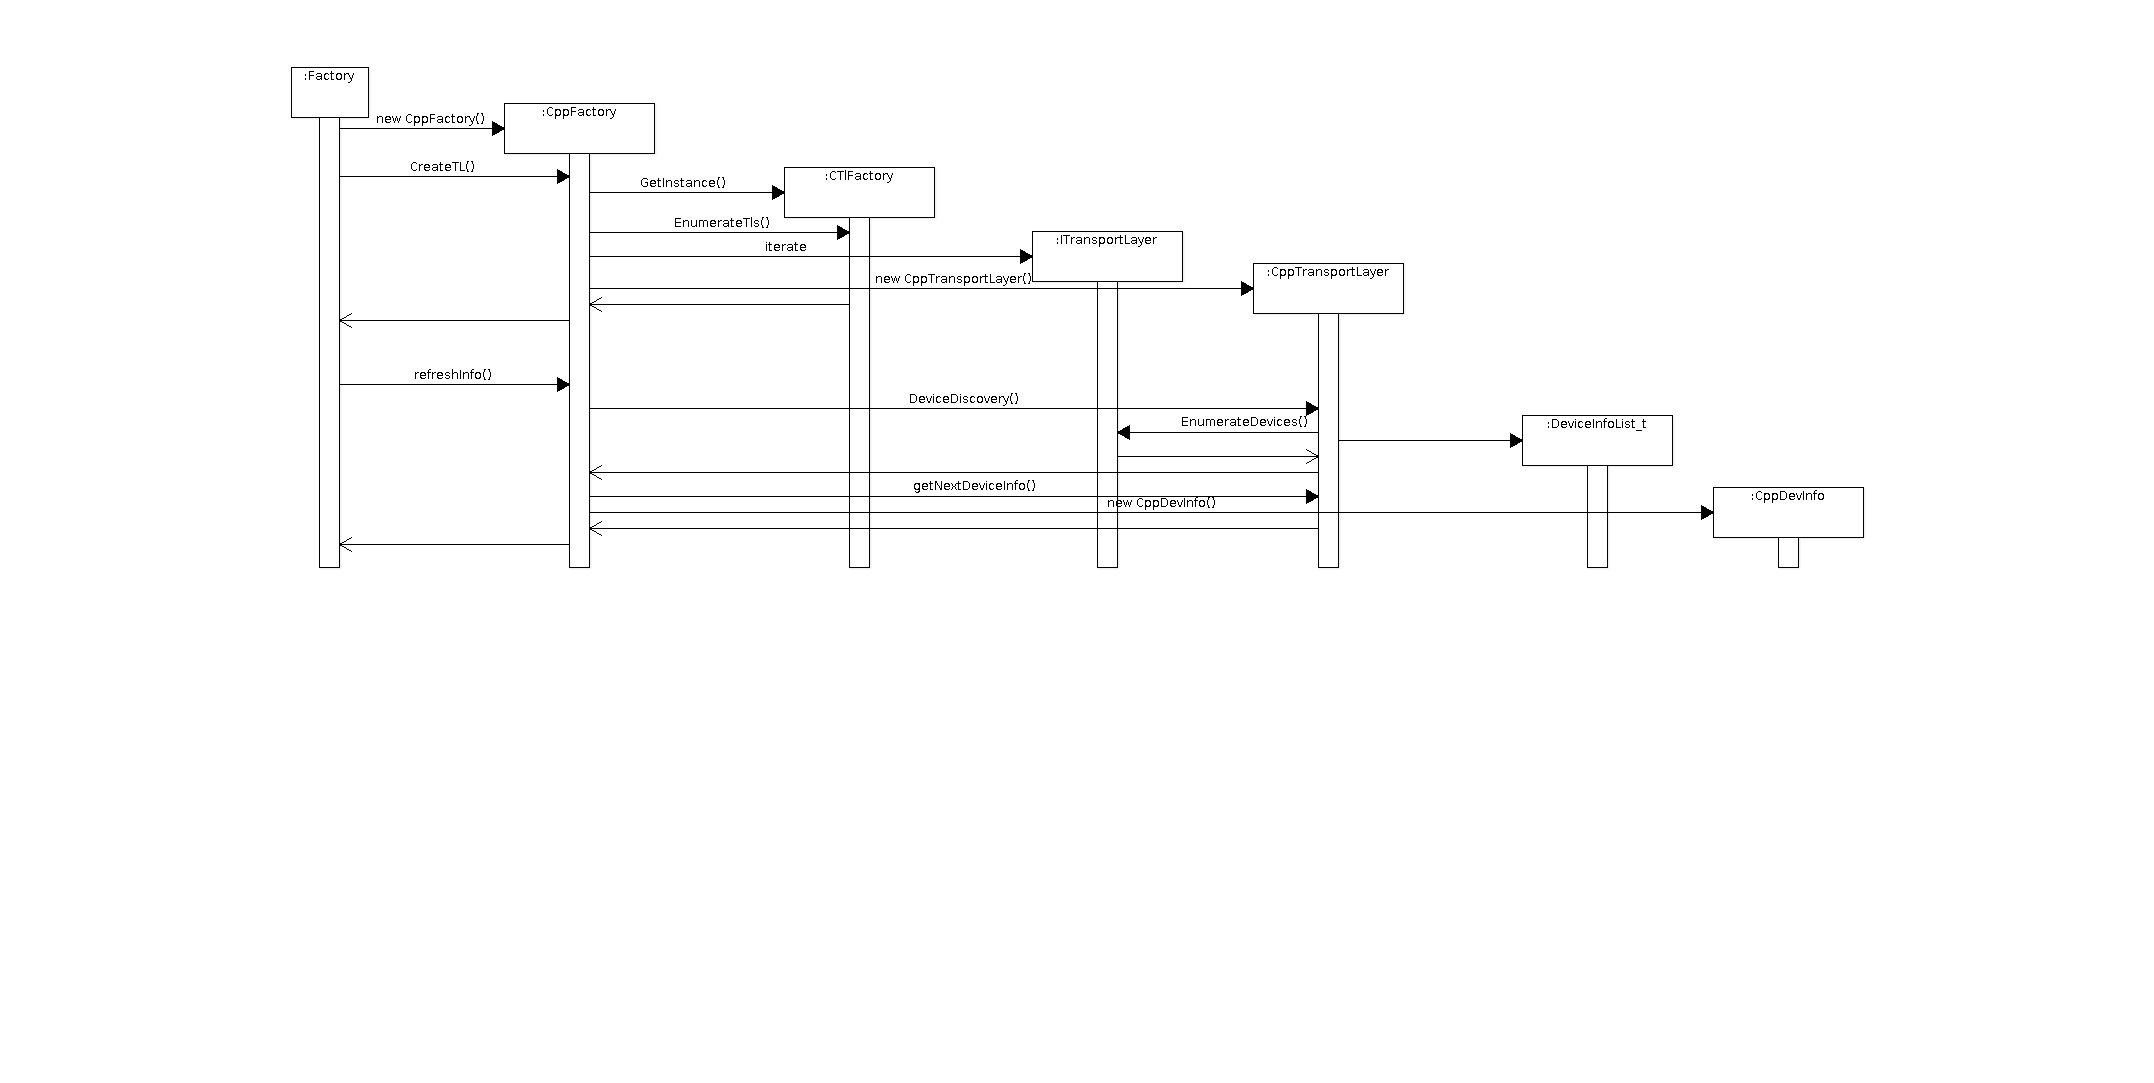 :Factory
:CppFactory
new CppFactory()
CreateTL()
:CTlFactory
GetInstance()
EnumerateTls()
:ITransportLayer
iterate
:CppTransportLayer
new CppTransportLayer()
refreshInfo()
DeviceDiscovery()
EnumerateDevices()
:DeviceInfoList_t
getNextDeviceInfo()
:CppDevInfo
new CppDevInfo()